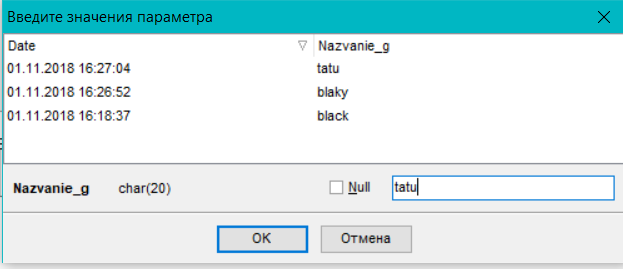 Введите значения параметра
Date Nazvanie_g
01.11.2018 16:27:04 tatu
01.11.2018 16:26:52 blaky
01.11.2018 16:18:37 black
Nazvanie_g char(20) Null tatu
OK Отмена